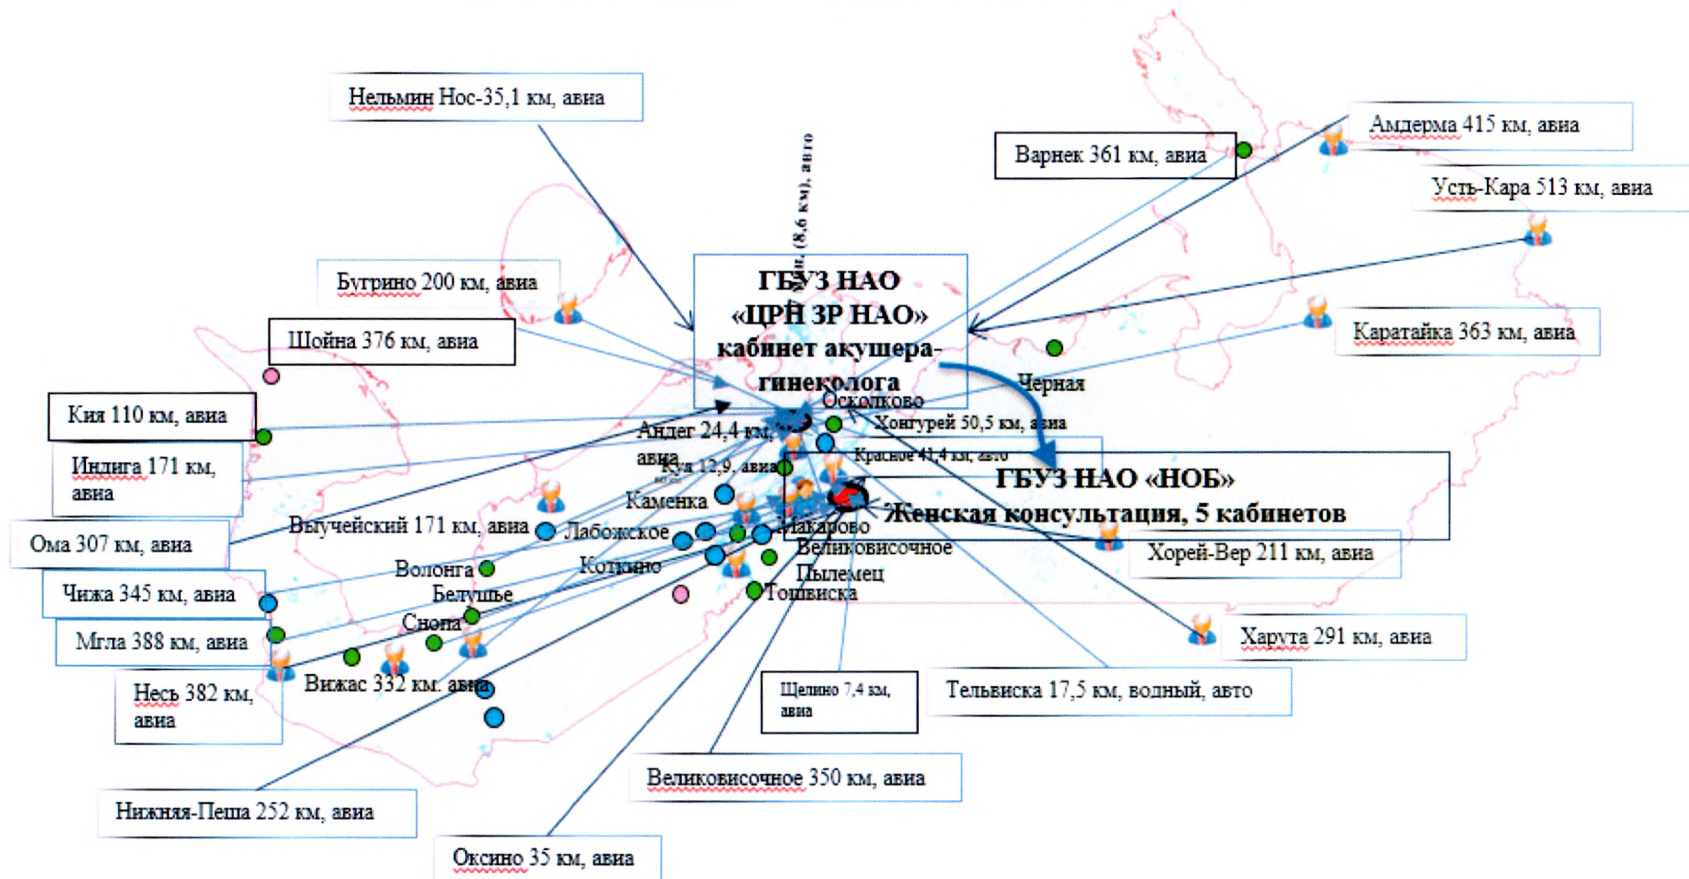 Нельмин Нос-35,1 км, авиа
Амдерма 415 км, авиа
Варнек 361 км, авиа
Усть-Кара 513 км, авиа
(8,6 км), авто
Бугрино 200 км, авиа
ГБУЗ НАО
«ЦРП ЗР НАО»
кабинет акушера-
гинеколога
Шойна 376 км, авиа
Каратайка 363 км, авиа
Черная
Осколково
Кия 110 км, авиа
Андег 24,4 км,
авиа
Хонгурей 50,5 км, авиа
Красное 41,4 км, авто
Куя 12,9, авиа
Индига 171 км,
авиа
ГБУЗ НАО «НОБ»
Женская консультация, 5 кабинетов
Каменка
Выучейский 171 км, авиа
Лабожское
Макарово
Ома 307 км, авиа
Великовисочное
Хорей-Вер 211 км, авиа
Волонга
Коткино
Пылемец
Чижа 345 км, авиа
Белушье
Тошвиска
Снопа
Мгла 388 км, авиа
Харута 291 км, авиа
Несь 382 км,
авиа
Вижас 332 км. авиа
Щелино 7,4 км,
авиа
Тельвиска 17,5 км, водный, авто
Великовисочное 350 км, авиа
Нижняя-Пеша 252 км, авиа
Оксино 35 км, авиа